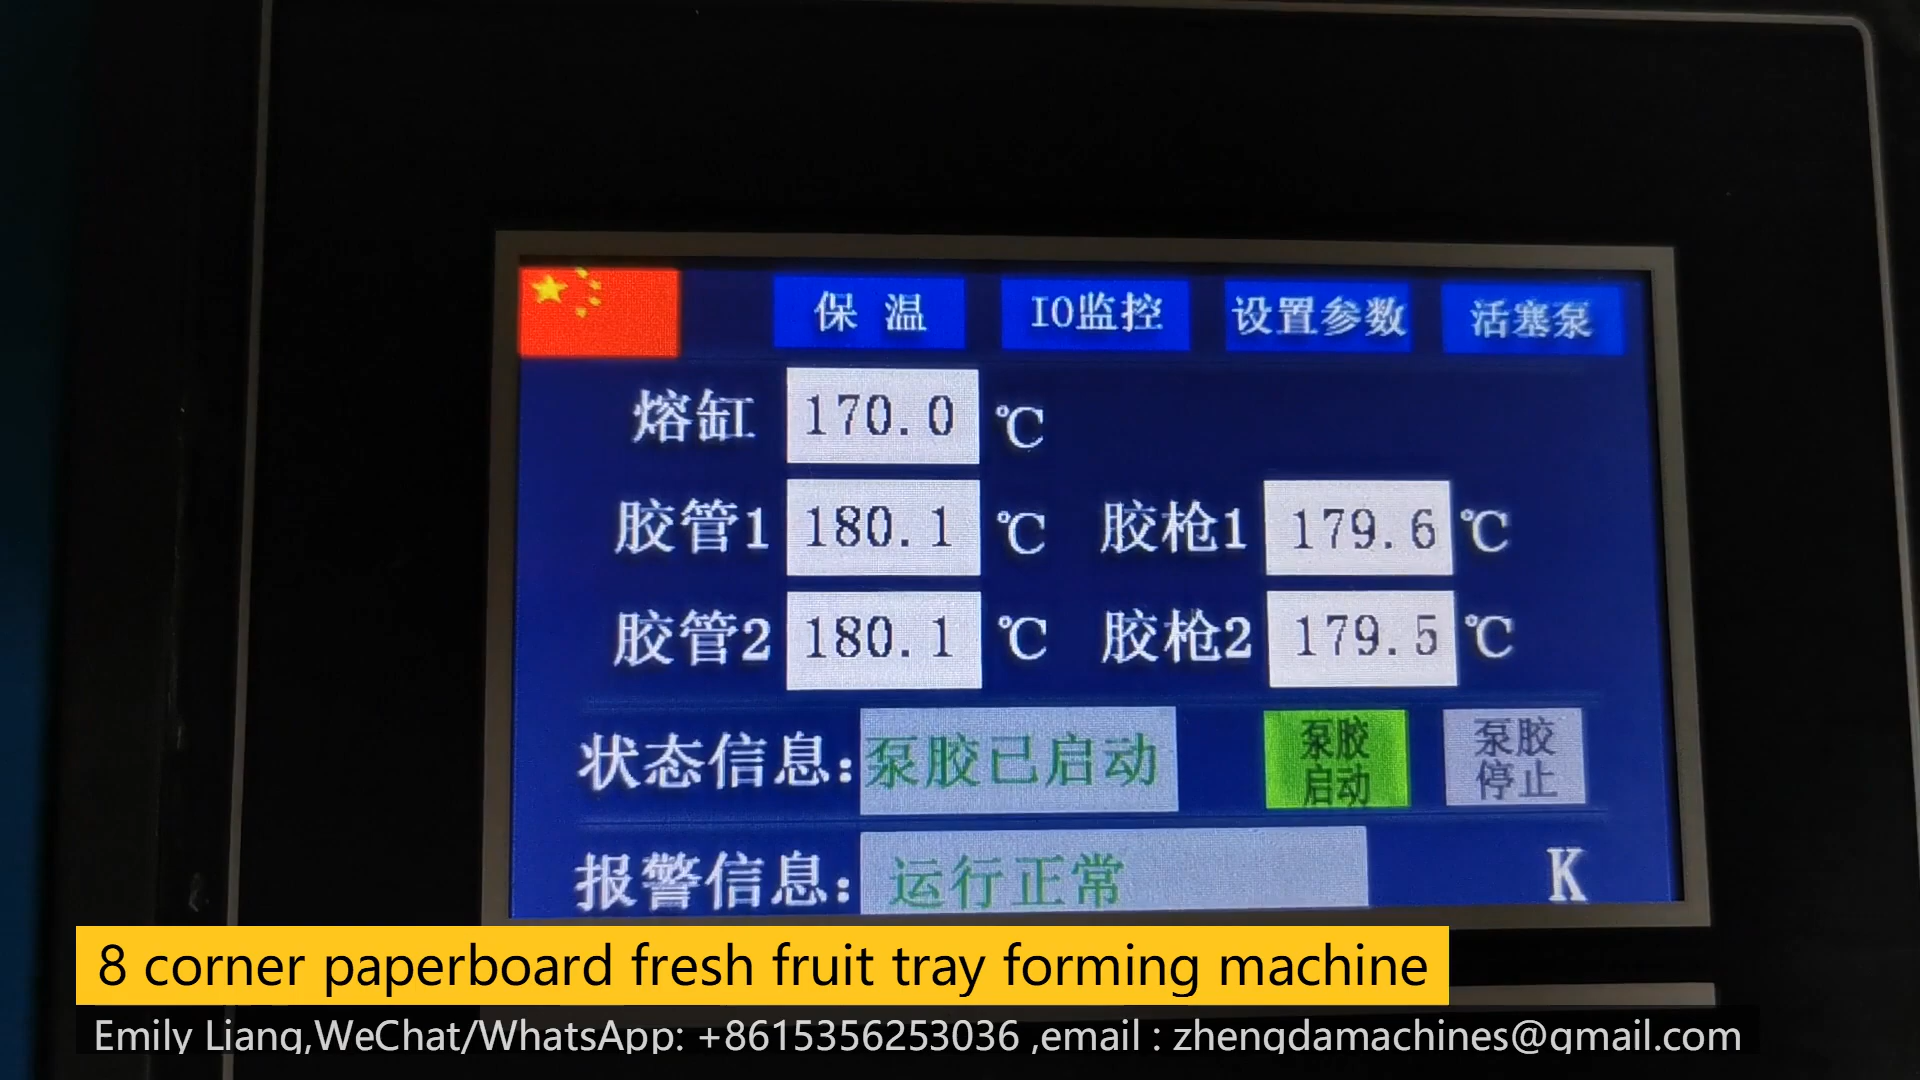 保 温 IO监控 设置参数 活塞泵
熔缸 170.0 ℃
胶管1 180.1 ℃ 胶枪1 179.6 ℃
胶管2 180.1 ℃ 胶枪2 179.5 ℃
状态信息: 泵胶已启动
泵胶
启动
泵胶
停止
报警信息: 运行正常 K
8 corner paperboard fresh fruit tray forming machine
Emily Liang,WeChat/WhatsApp: +8615356253036 ,email : zhengdamachines@gmail.com